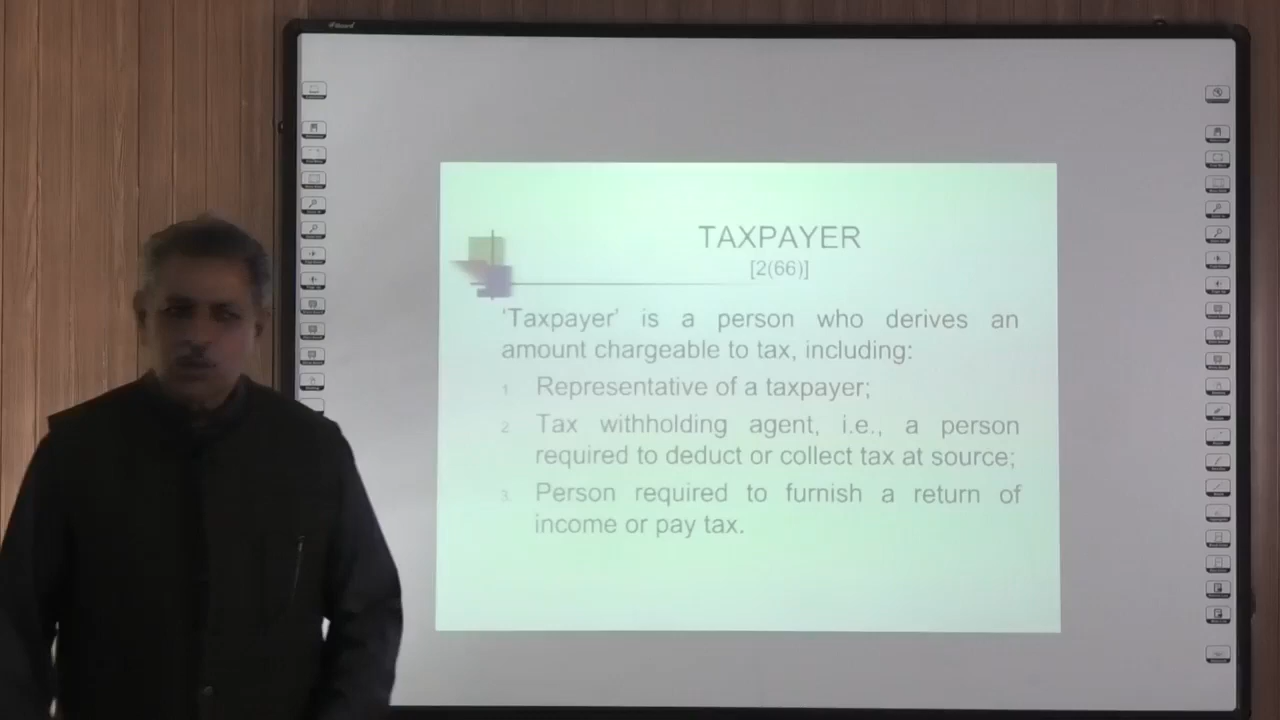 TAXPAYER
[2(66)]
‘Taxpayer’ is a person who derives an
amount chargeable to tax, including:
1. Representative of a taxpayer;
2. Tax withholding agent, i.e., a person
required to deduct or collect tax at source;
3. Person required to furnish a return of
income or pay tax.